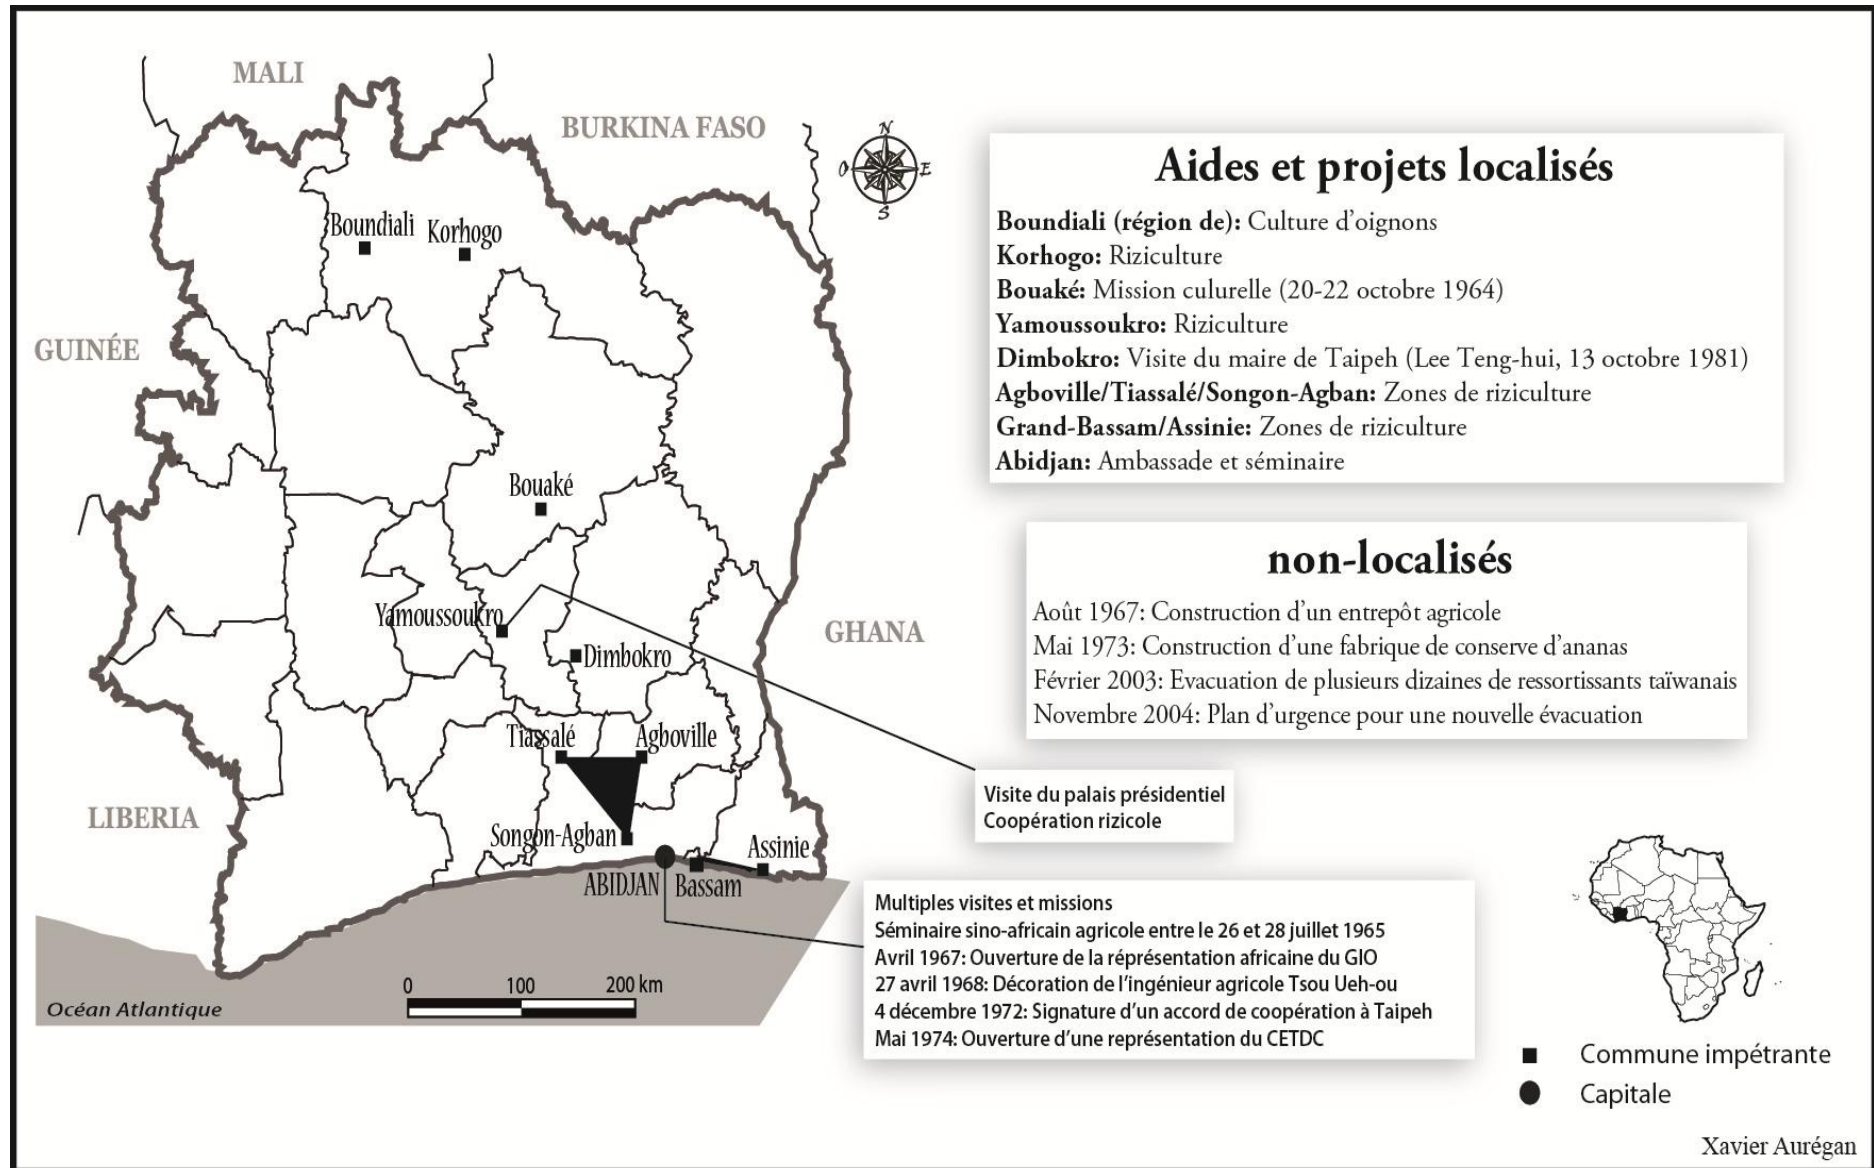 MALI
BURKINA FASO
N
O
E
S
Boundiali
Korhogo
GUINÉE
Bouaké
Yamoussoukro
Dimbokro
GHANA
Tiassalé
Agboville
LIBERIA
Songon-Agban
Assinie
ABIDJAN
Bassam
0
100
200 km
Océan Atlantique
Aides et projets localisés
Boundiali (région de): Culture d'oignons
Korhogo: Riziculture
Bouaké: Mission culurelle (20-22 octobre 1964)
Yamoussoukro: Riziculture
Dimbokro: Visite du maire de Taipeh (Lee Teng-hui, 13 octobre 1981)
Agboville/Tiassalé/Songon-Agban: Zones de riziculture
Grand-Bassam/Assinie: Zones de riziculture
Abidjan: Ambassade et séminaire
non-localisés
Août 1967: Construction d'un entrepôt agricole
Mai 1973: Construction d'une fabrique de conserve d'ananas
Février 2003: Evacuation de plusieurs dizaines de ressortissants taïwanais
Novembre 2004: Plan d'urgence pour une nouvelle évacuation
Visite du palais présidentiel
Coopération rizicole
Multiples visites et missions
Séminaire sino-africain agricole entre le 26 et 28 juillet 1965
Avril 1967: Ouverture de la réprésentation africaine du GIO
27 avril 1968: Décoration de l'ingénieur agricole Tsou Ueh-ou
4 décembre 1972: Signature d'un accord de coopération à Taipeh
Mai 1974: Ouverture d'une représentation du CETDC
Commune impétrante
Capitale
Xavier Aurégan